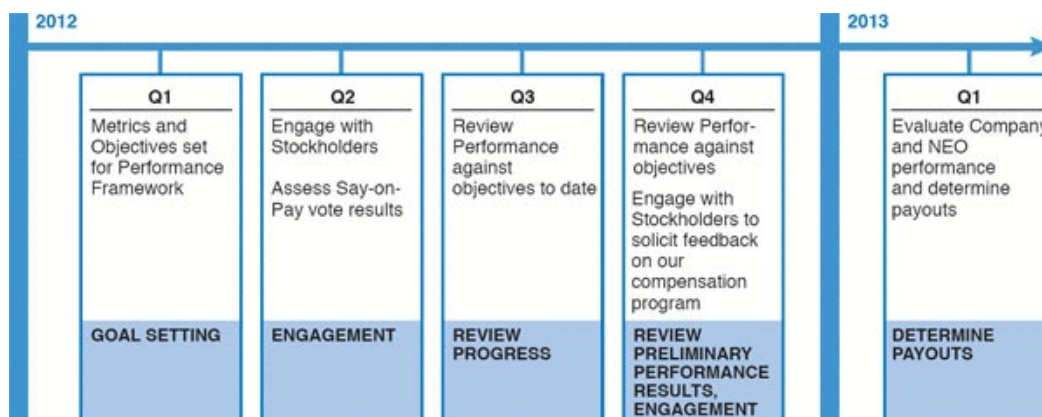 2012
2013
Q1
Metrics and
Objectives set
for Performance
Framework
GOAL SETTING
Q2
Engage with
Stockholders
Assess Say-on-
Pay vote results
ENGAGEMENT
Q3
Review
Performance
against
objectives to date
REVIEW
PROGRESS
Q4
Review Perfor-
mance against
objectives
Engage with
Stockholders to
solicit feedback
on our
compensation
program
REVIEW
PRELIMINARY
PERFORMANCE
RESULTS,
ENGAGEMENT
Q1
Evaluate Company
and NEO
performance
and determine
payouts
DETERMINE
PAYOUTS